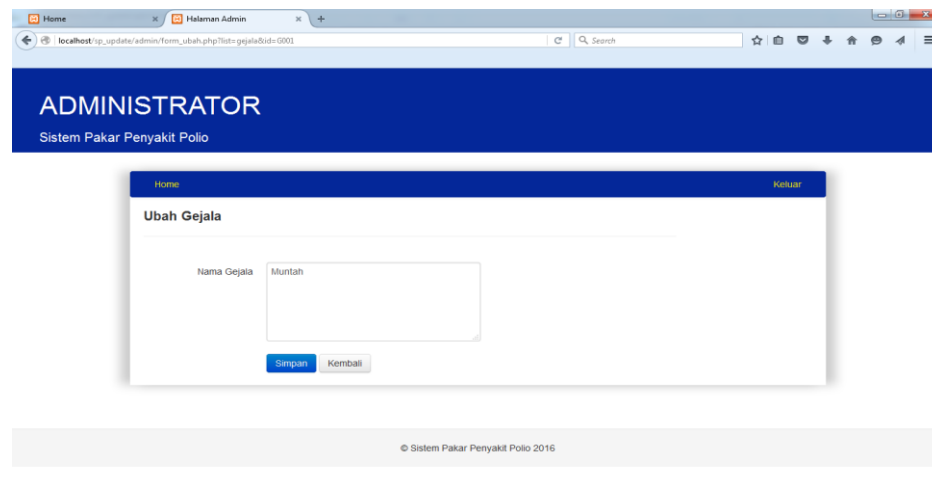 Home
Halaman Admin
localhost/sp_update/admin/form_ubah.php?list=gejala&id=G001
Search
ADMINISTRATOR
Sistem Pakar Penyakit Polio
Home
Keluar
Ubah Gejala
Nama Gejala
Muntah
Simpan
Kembali
© Sistem Pakar Penyakit Polio 2016